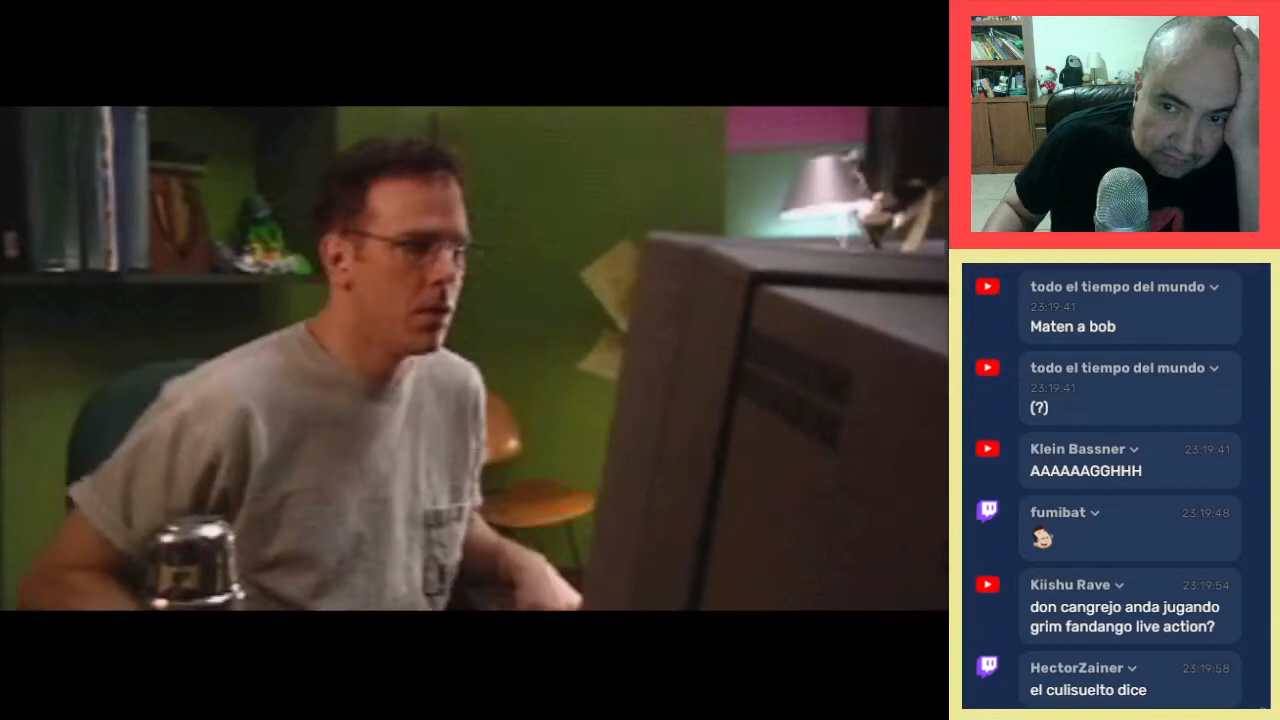 todo el tiempo del mundo
23:19:41
Maten a bob
todo el tiempo del mundo
23:19:41
(?)
Klein Bassner 23:19:41
AAAAAAGGHHH
fumibat 23:19:48
Kiishu Rave 23:19:54
don cangrejo anda jugando
grim fandango live action?
HectorZainer 23:19:58
el culisuelto dice